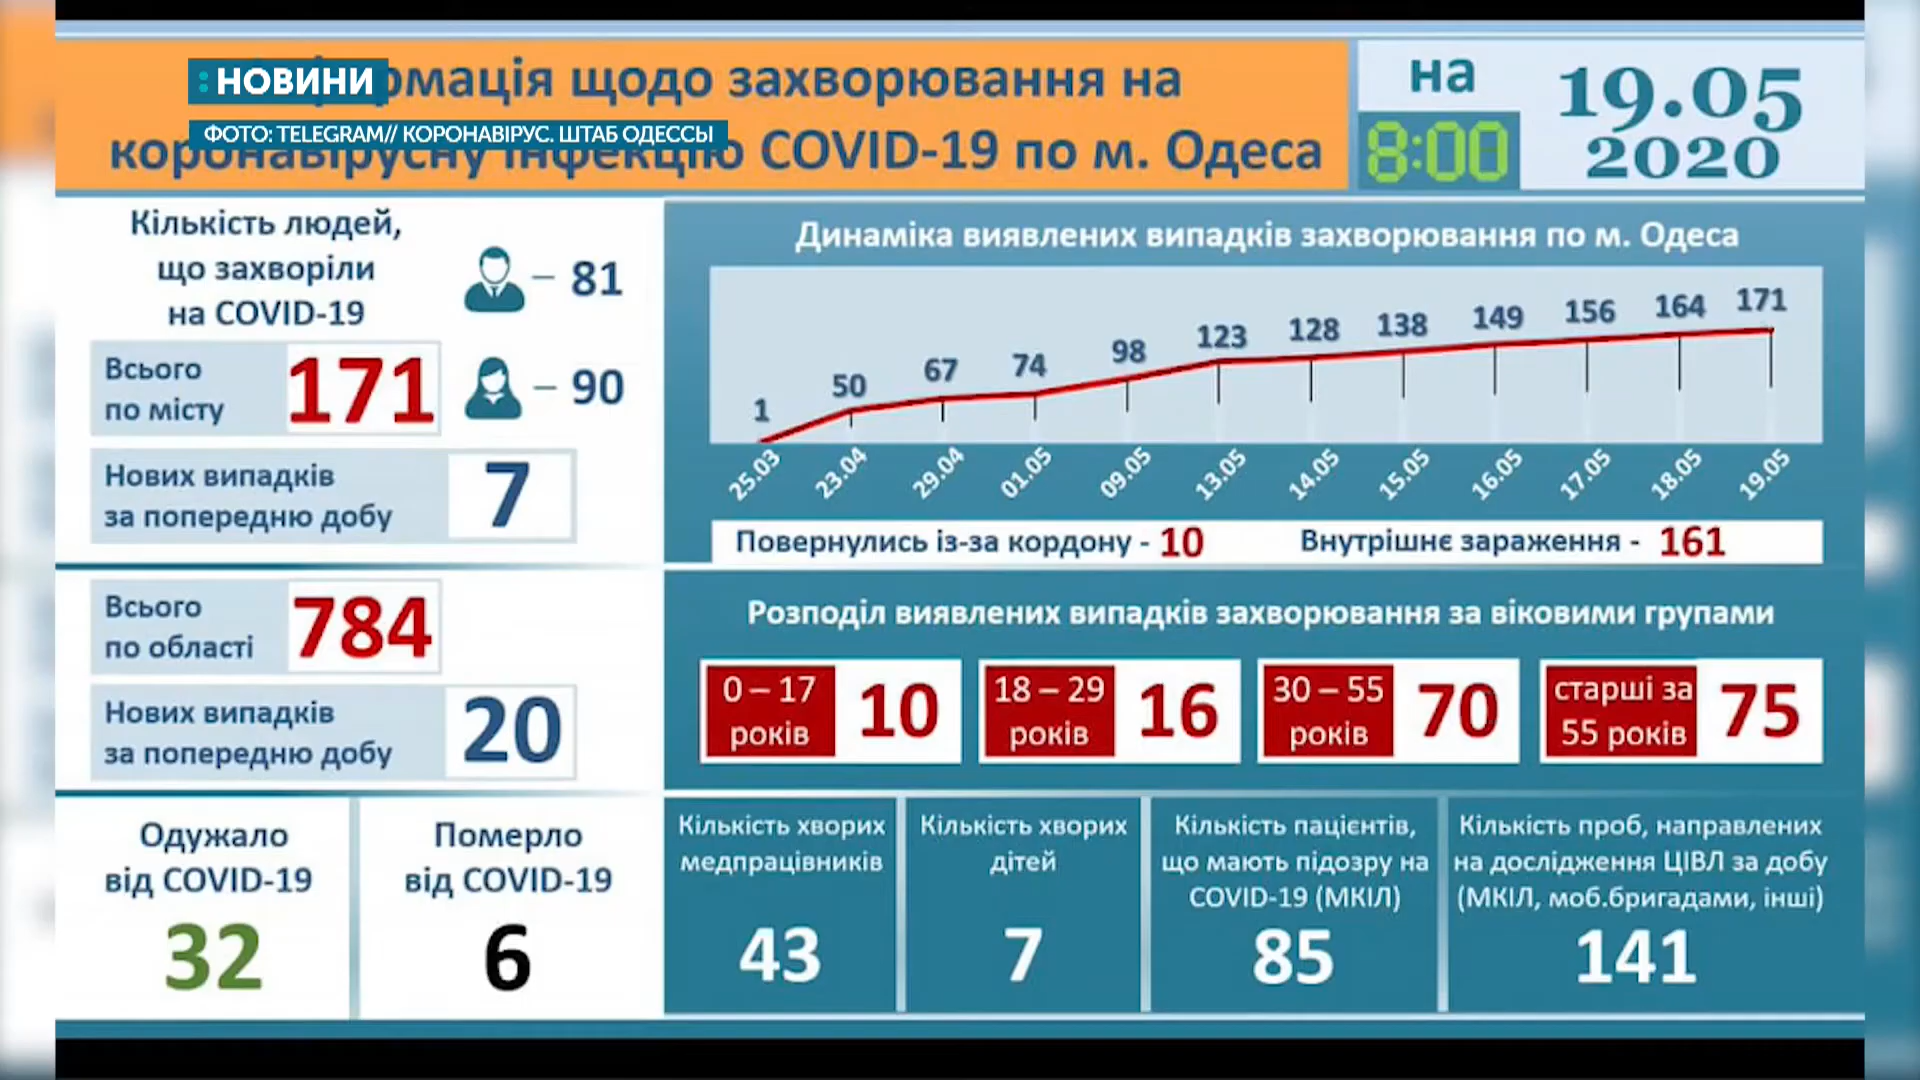 НОВИНИ
ФОТО: TELEGRAM// КОРОНАВІРУС. ШТАБ ОДЕССЫ
щодо захворювання на
COVID-19 по м. Одеса
на
8:00
19.05
2020
Кількість людей,
що захворіли
на COVID-19
81
90
Всього
по місту
171
Нових випадків
за попередню добу
7
Динаміка виявлених випадків захворювання по м. Одеса
1 50 67 74 98 123 128 138 149 156 164 171
25.03 23.04 29.04 01.05 09.05 13.05 14.05 15.05 16.05 17.05 18.05 19.05
Повернулись із-за кордону - 10 Внутрішнє зараження - 161
Всього
по області
784
Нових випадків
за попередню добу
20
Розподіл виявлених випадків захворювання за віковими групами
0 – 17
років
10
18 – 29
років
16
30 – 55
років
70
старші за
55 років
75
Одужало
від COVID-19
32
Померло
від COVID-19
6
Кількість хворих
медпрацівників
43
Кількість хворих
дітей
7
Кількість пацієнтів,
що мають підозру на
COVID-19 (МКІЛ)
85
Кількість проб, направлених
на дослідження ЦІВЛ за добу
(МКІЛ, моб.бригадами, інші)
141